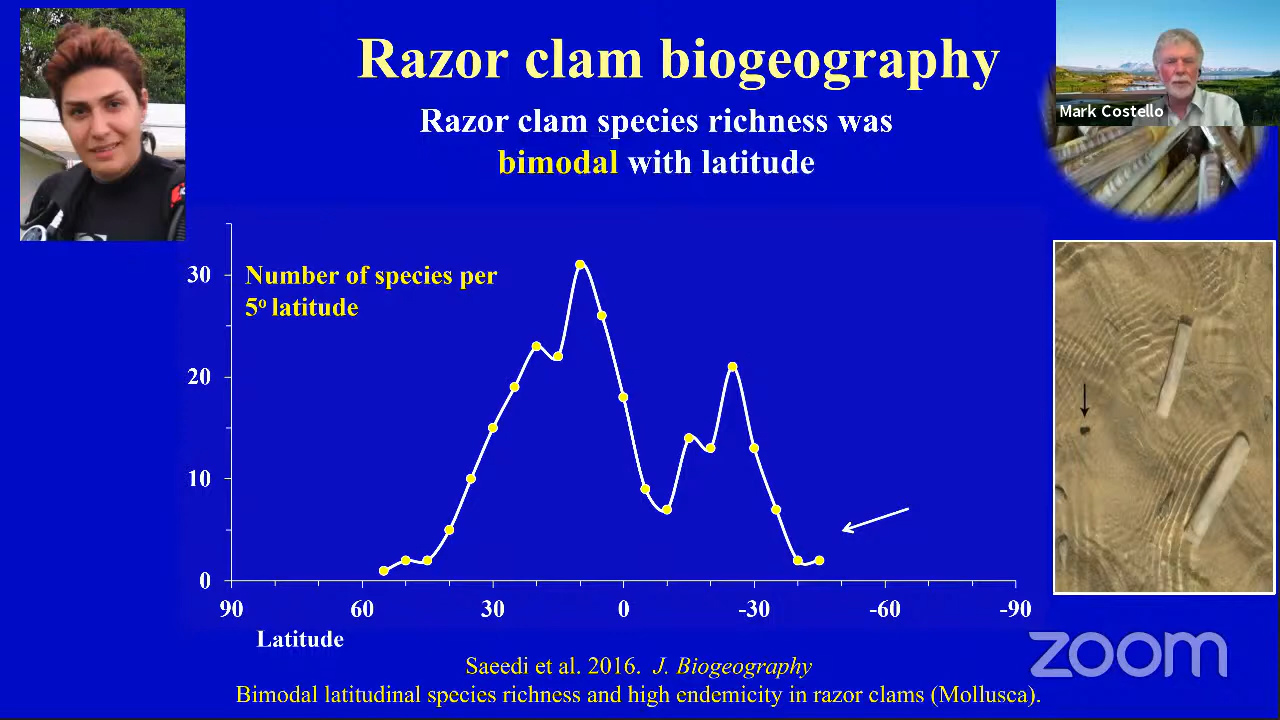 Razor clam biogeography
Razor clam species richness was
bimodal with latitude
Mark Costello
Number of species per
5º latitude
30
20
10
0
90 60 30 0 -30 -60 -90
Latitude
Saeedi et al. 2016. J. Biogeography
Bimodal latitudinal species richness and high endemicity in razor clams (Mollusca).
zoom